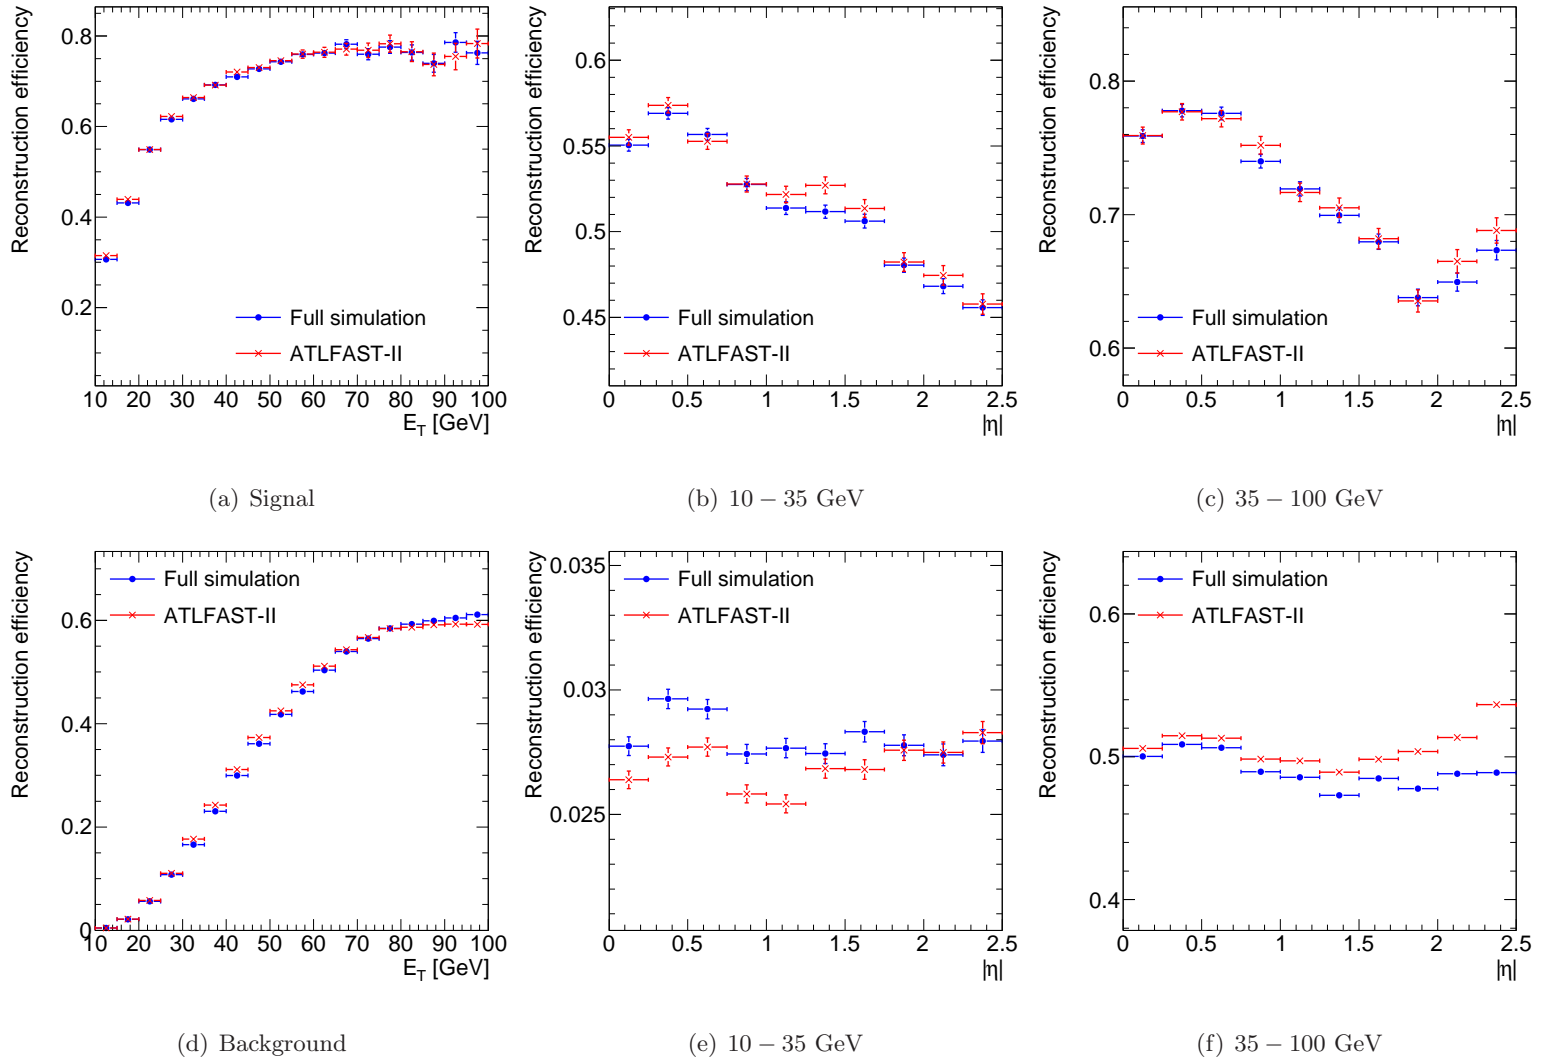 Reconstruction efficiency
0.8
0.6
0.4
0.2
Full simulation
ATLFAST-II
10 20 30 40 50 60 70 80 90 100
E_T [GeV]
(a) Signal
Reconstruction efficiency
0.6
0.55
0.5
0.45
Full simulation
ATLFAST-II
0 0.5 1 1.5 2 2.5
|η|
(b) 10 – 35 GeV
Reconstruction efficiency
0.8
0.7
0.6
Full simulation
ATLFAST-II
0 0.5 1 1.5 2 2.5
|η|
(c) 35 – 100 GeV
Reconstruction efficiency
Full simulation
ATLFAST-II
0.6
0.4
0.2
0
10 20 30 40 50 60 70 80 90 100
E_T [GeV]
(d) Background
Reconstruction efficiency
0.035
Full simulation
ATLFAST-II
0.03
0.025
0 0.5 1 1.5 2 2.5
|η|
(e) 10 – 35 GeV
Reconstruction efficiency
Full simulation
ATLFAST-II
0.6
0.5
0.4
0 0.5 1 1.5 2 2.5
|η|
(f) 35 – 100 GeV